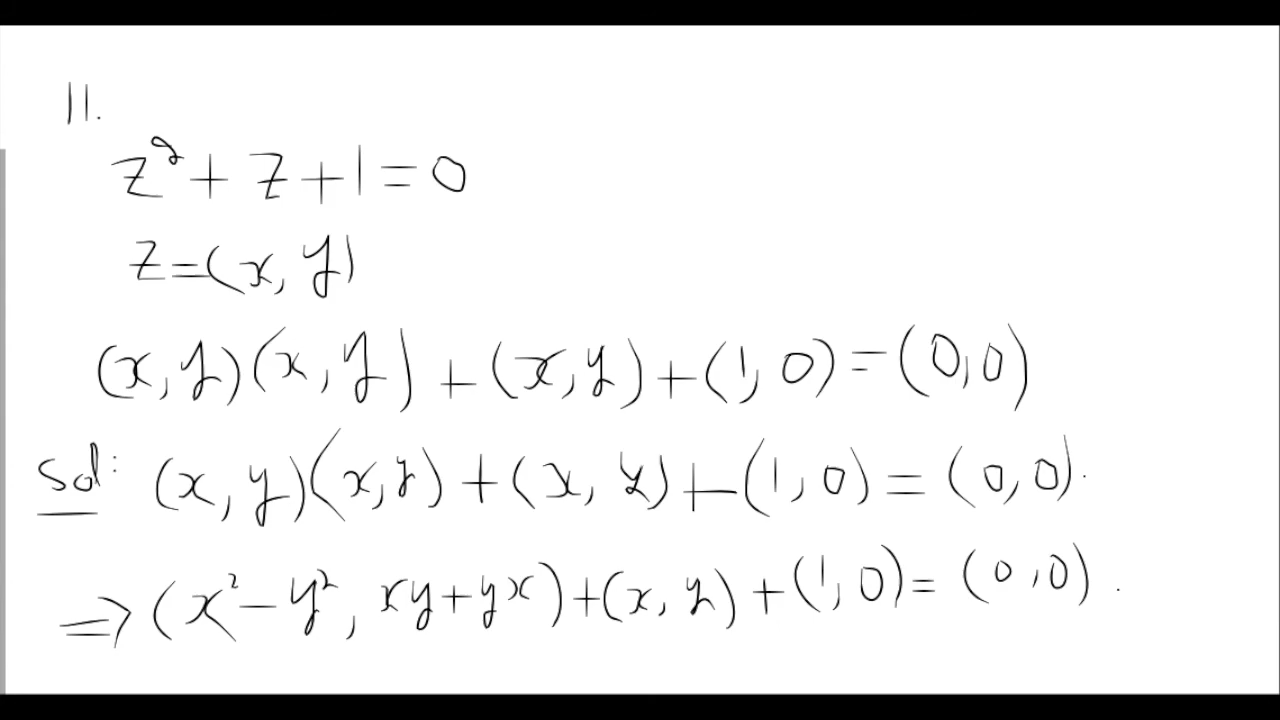 11.
z² + z + 1 = 0
z = (x, y)
(x, y)(x, y) + (x, y) + (1, 0) = (0, 0)
Sol: (x, y)(x, y) + (x, y) + (1, 0) = (0, 0).
⇒ (x² - y², xy + yx) + (x, y) + (1, 0) = (0, 0).